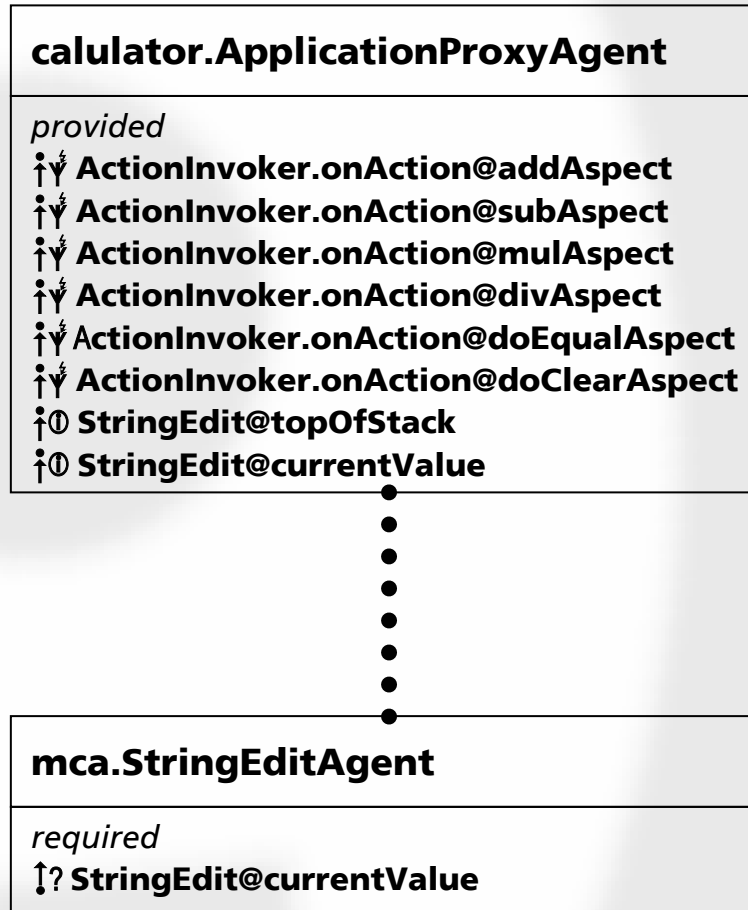 calulator.ApplicationProxyAgent
provided
ActionInvoker.onAction@addAspect
ActionInvoker.onAction@subAspect
ActionInvoker.onAction@mulAspect
ActionInvoker.onAction@divAspect
ActionInvoker.onAction@doEqualAspect
ActionInvoker.onAction@doClearAspect
StringEdit@topOfStack
StringEdit@currentValue
mca.StringEditAgent
required
? StringEdit@currentValue